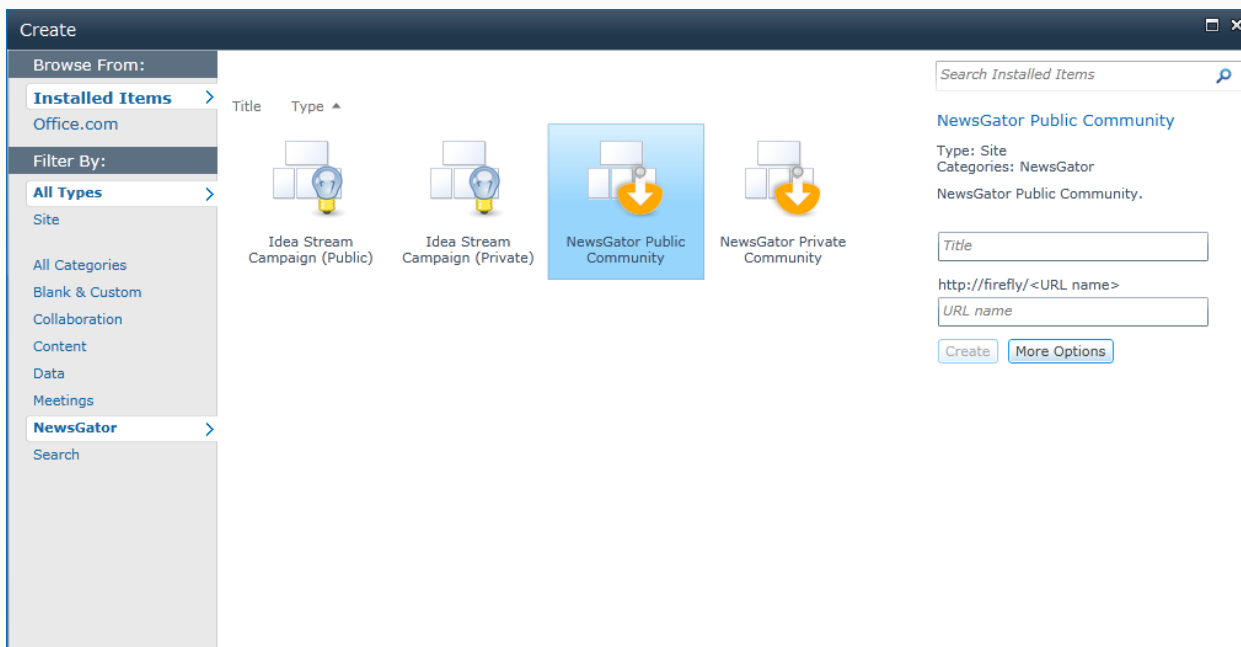 Create
Browse From:
Installed Items
Office.com
Filter By:
All Types
Site
All Categories
Blank & Custom
Collaboration
Content
Data
Meetings
NewsGator
Search
Title Type
Idea Stream
Campaign (Public)
Idea Stream
Campaign (Private)
NewsGator Public
Community
NewsGator Private
Community
Search Installed Items
NewsGator Public Community
Type: Site
Categories: NewsGator
NewsGator Public Community.
Title
http://firefly/<URL name>
URL name
Create More Options